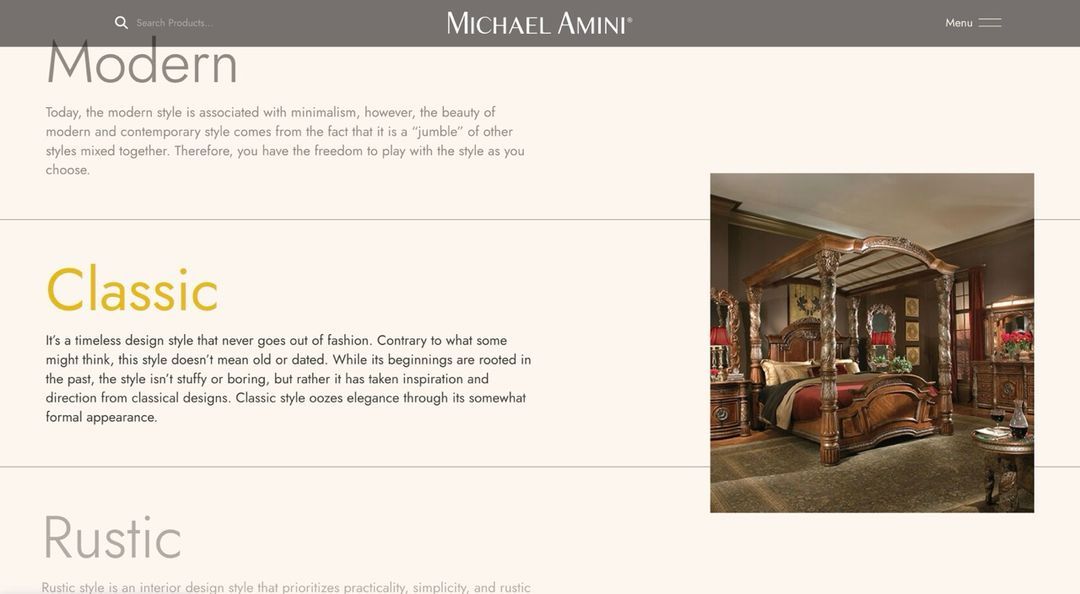 Search Products...
MICHAEL AMINI®
Menu
Modern
Today, the modern style is associated with minimalism, however, the beauty of
modern and contemporary style comes from the fact that it is a “jumble” of other
styles mixed together. Therefore, you have the freedom to play with the style as you
choose.
Classic
It’s a timeless design style that never goes out of fashion. Contrary to what some
might think, this style doesn’t mean old or dated. While its beginnings are rooted in
the past, the style isn’t stuffy or boring, but rather it has taken inspiration and
direction from classical designs. Classic style oozes elegance through its somewhat
formal appearance.
Rustic
Rustic style is an interior design style that prioritizes practicality, simplicity, and rustic